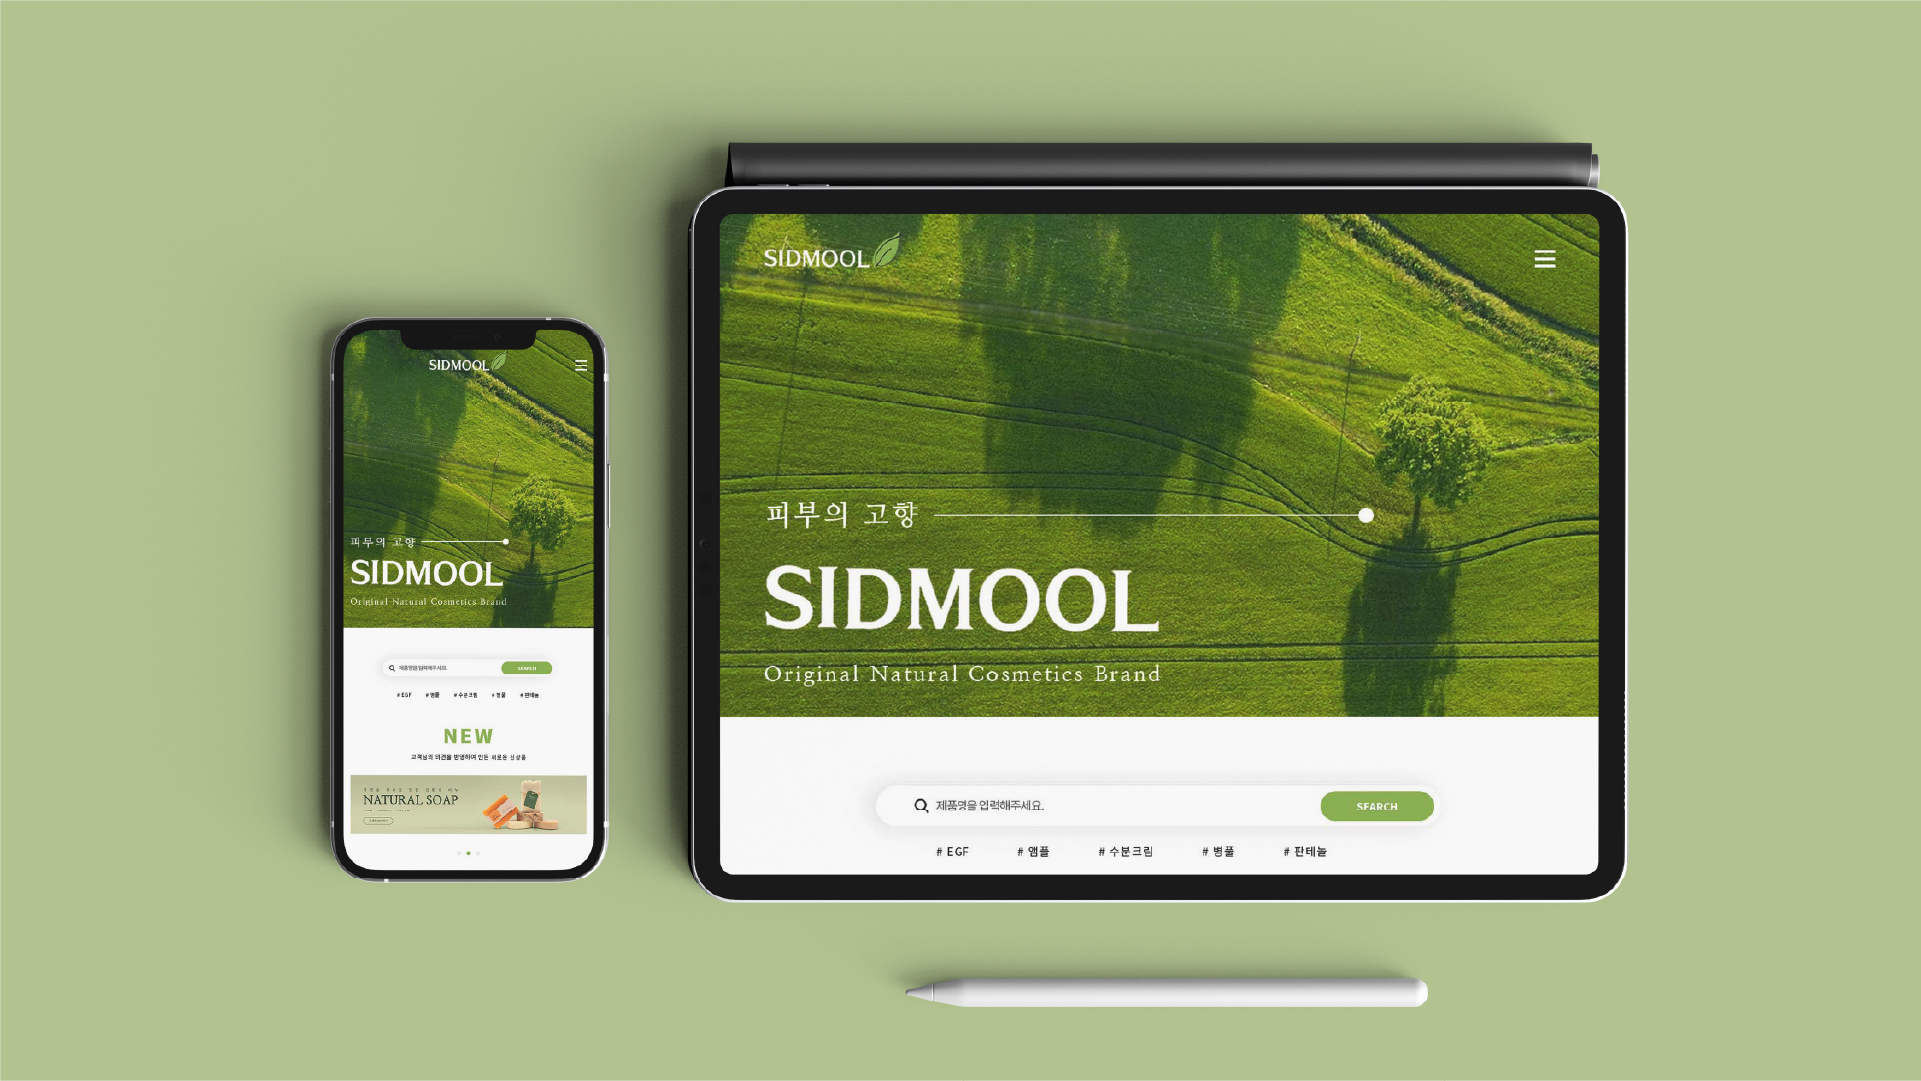 SIDMOOL
피부의 고향
SIDMOOL
Original Natural Cosmetics Brand
제품명을 입력해주세요.
SEARCH
# EGF # 앰플 # 수분크림 # 병풀 # 판테놀
NEW
고객님의 의견을 반영하여 만든 새로운 신상품
NATURAL SOAP
SIDMOOL
피부의 고향
SIDMOOL
Original Natural Cosmetics Brand
제품명을 입력해주세요.
SEARCH
# EGF # 앰플 # 수분크림 # 병풀 # 판테놀